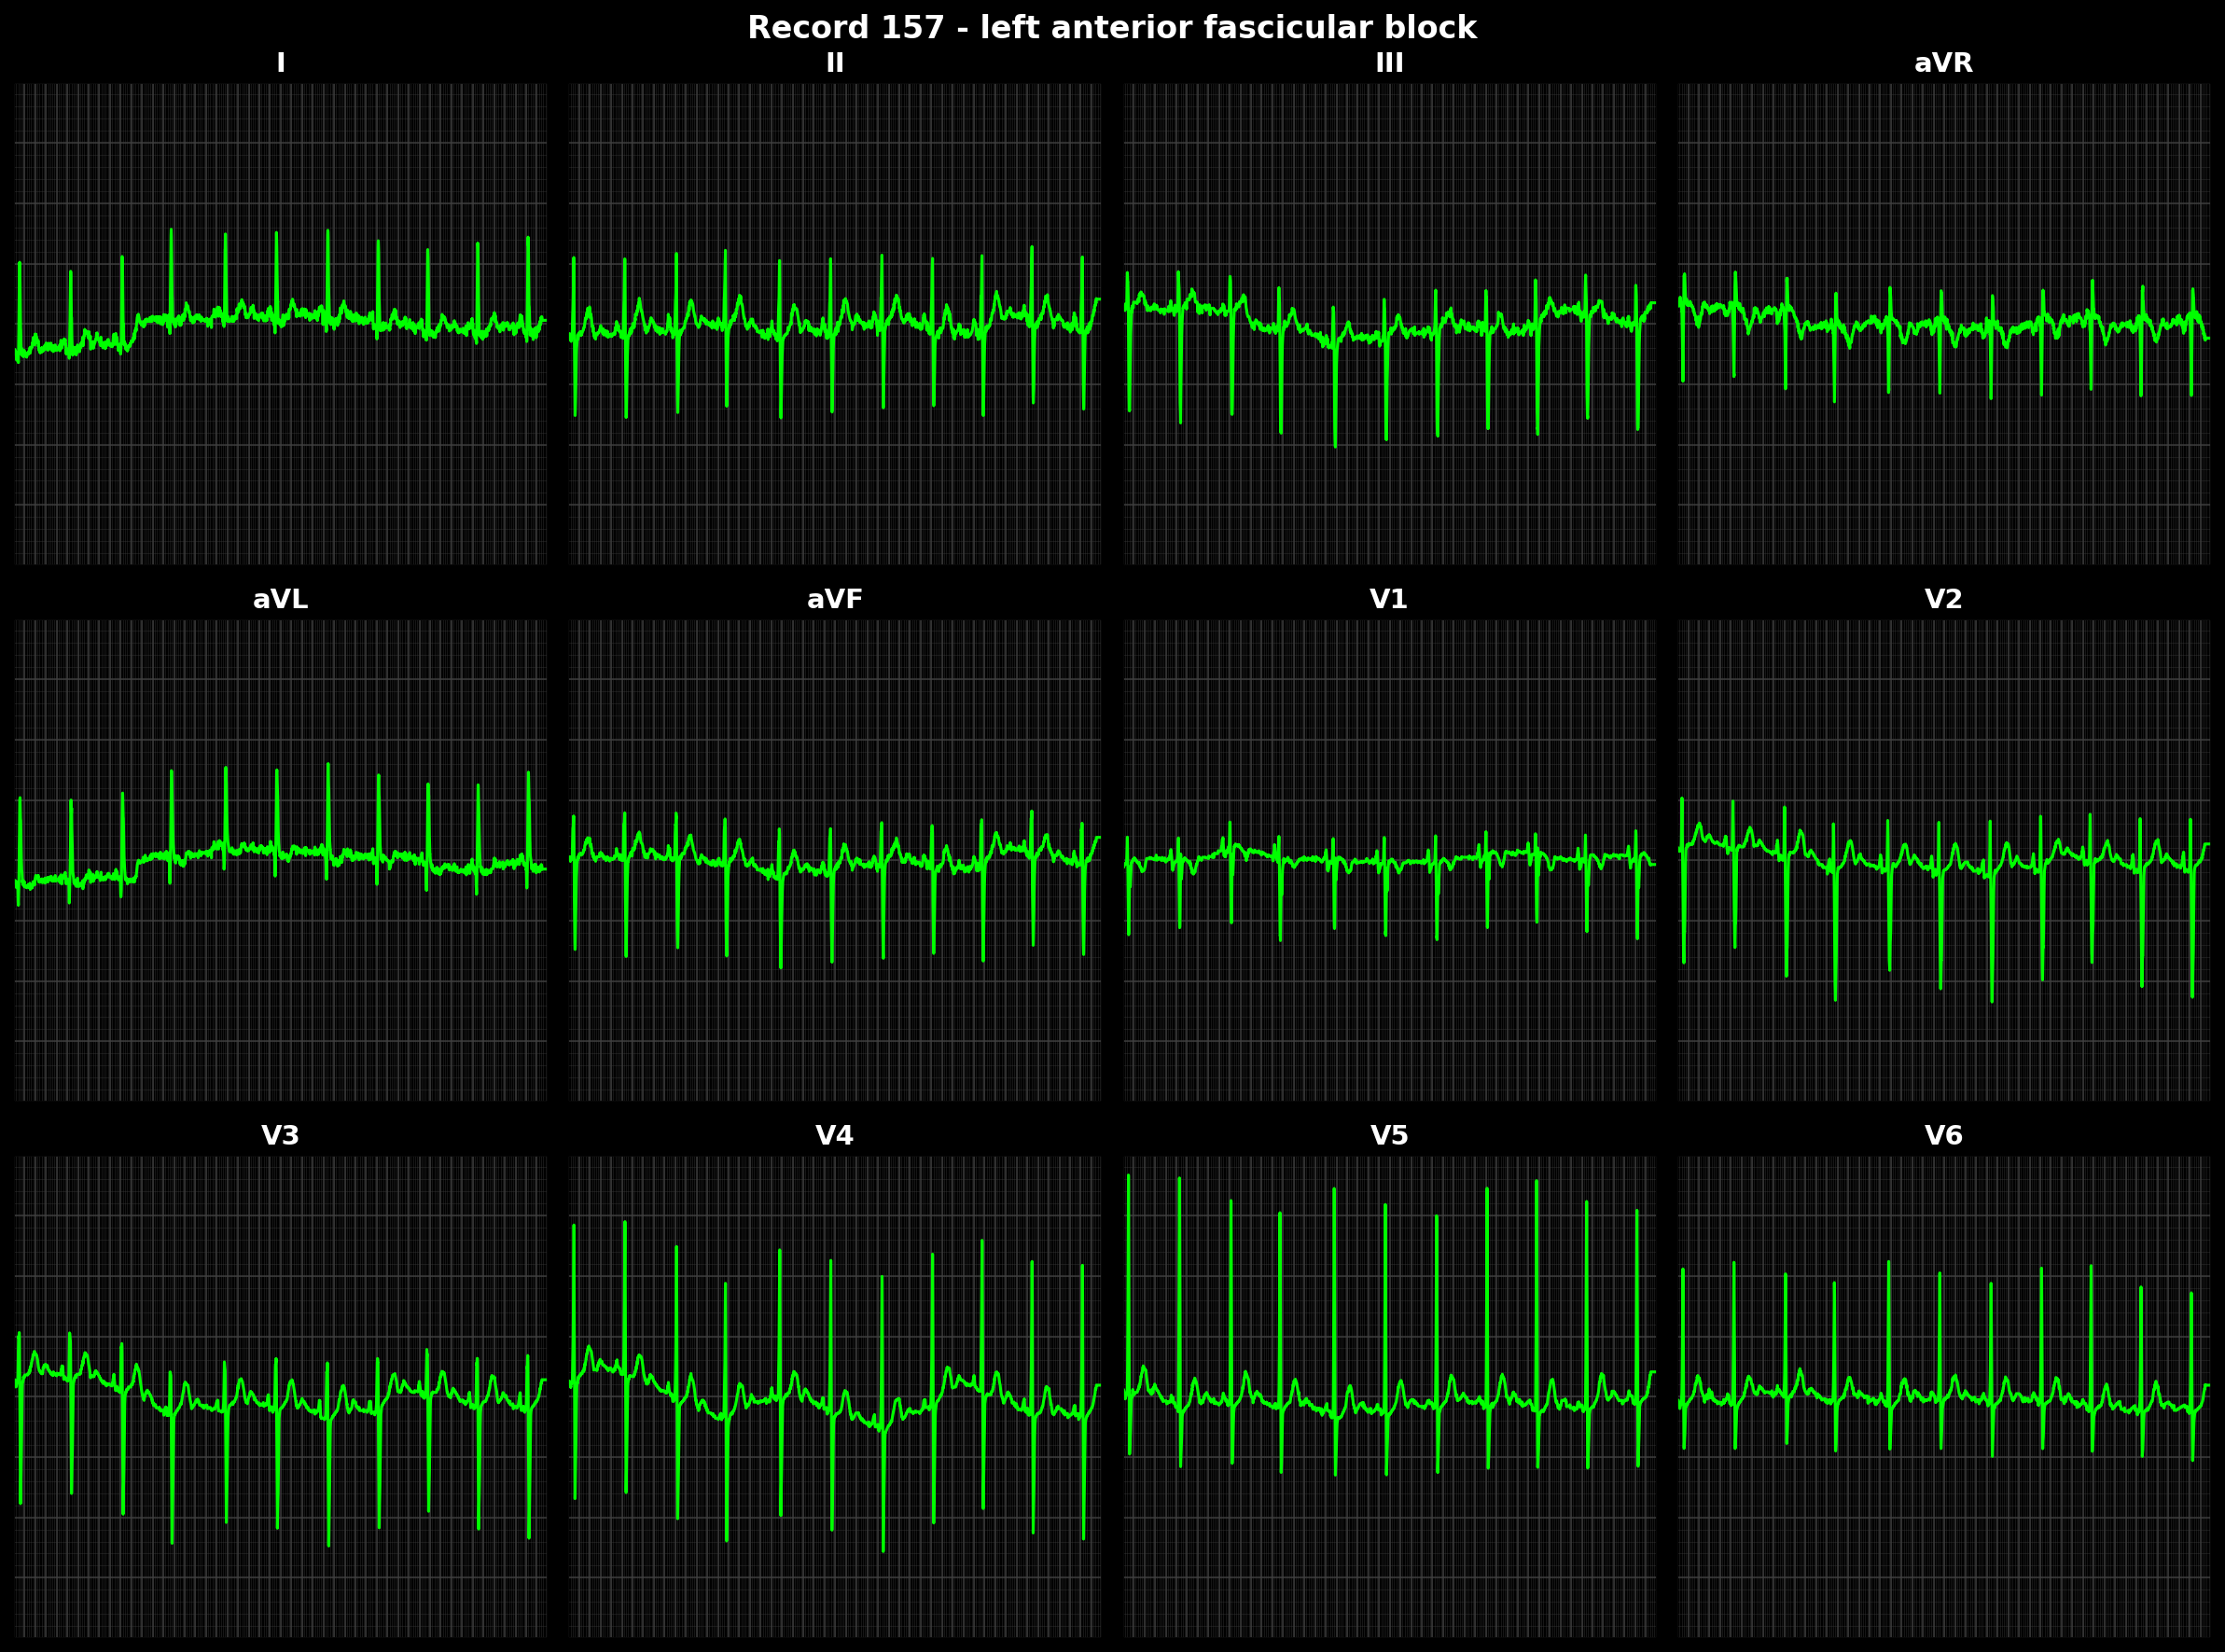 Record 157 - left anterior fascicular block
I
II
III
aVR
aVL
aVF
V1
V2
V3
V4
V5
V6